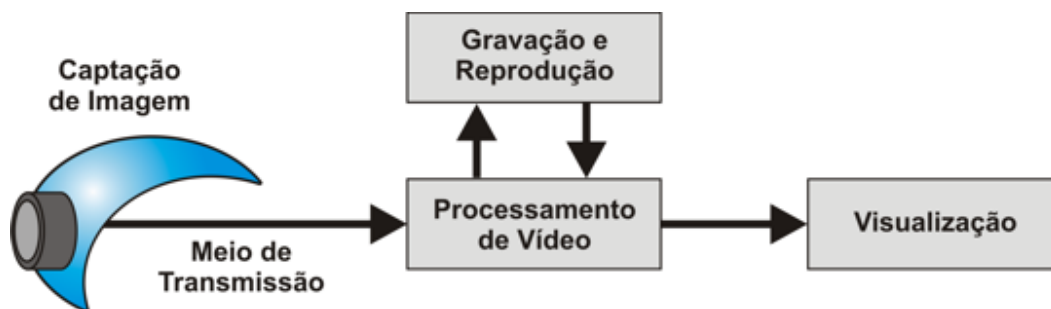 Captação
de Imagem
Meio de
Transmissão
Gravação e
Reprodução
Processamento
de Vídeo
Visualização